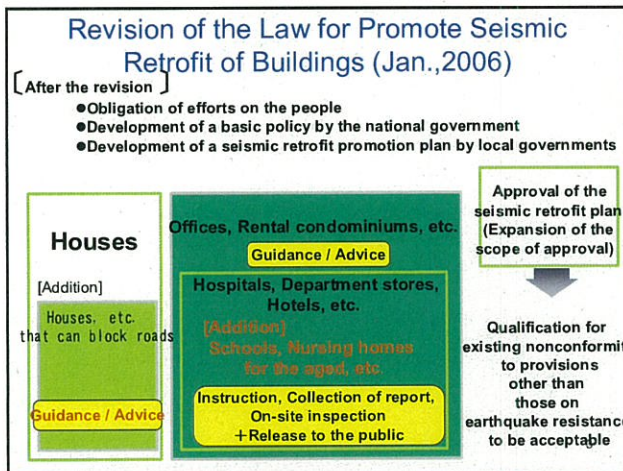 Revision of the Law for Promote Seismic
Retrofit of Buildings (Jan.,2006)
[After the revision]
●Obligation of efforts on the people
●Development of a basic policy by the national government
●Development of a seismic retrofit promotion plan by local governments
Houses
[Addition]
Houses, etc.
that can block roads
Guidance / Advice
Offices, Rental condominiums, etc.
Guidance / Advice
Hospitals, Department stores,
Hotels, etc.
[Addition]
Schools, Nursing homes
for the aged, etc.
Instruction, Collection of report,
On-site inspection
+Release to the public
Approval of the
seismic retrofit plan
(Expansion of the
scope of approval)
Qualification for
existing nonconformit
to provisions
other than
those on
earthquake resistance
to be acceptable